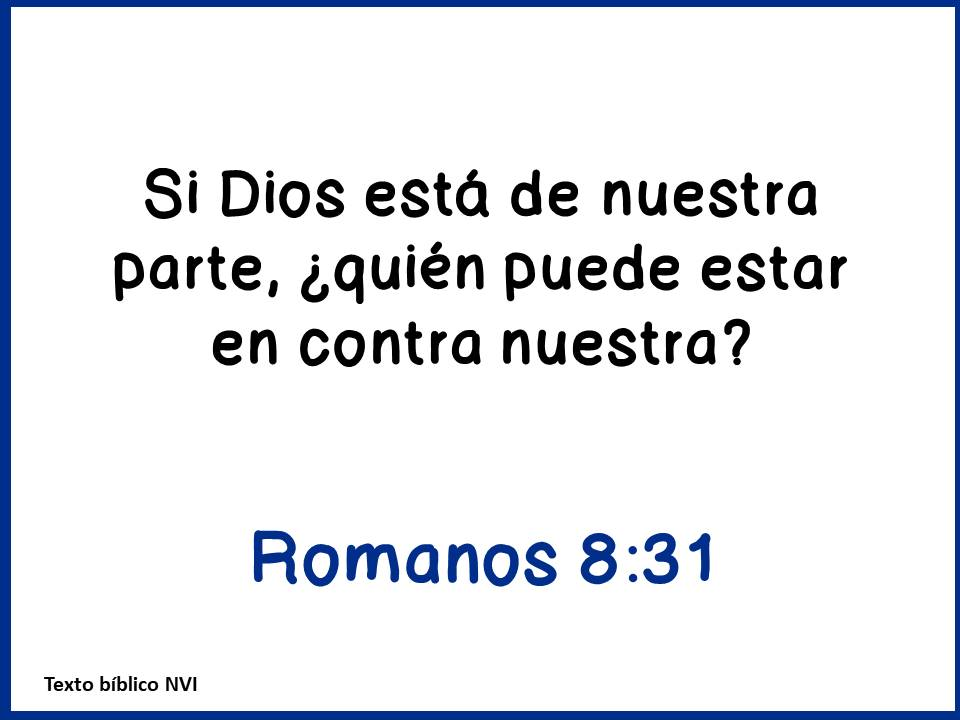 Si Dios está de nuestra
parte, ¿quién puede estar
en contra nuestra?
Romanos 8:31
Texto bíblico NVI